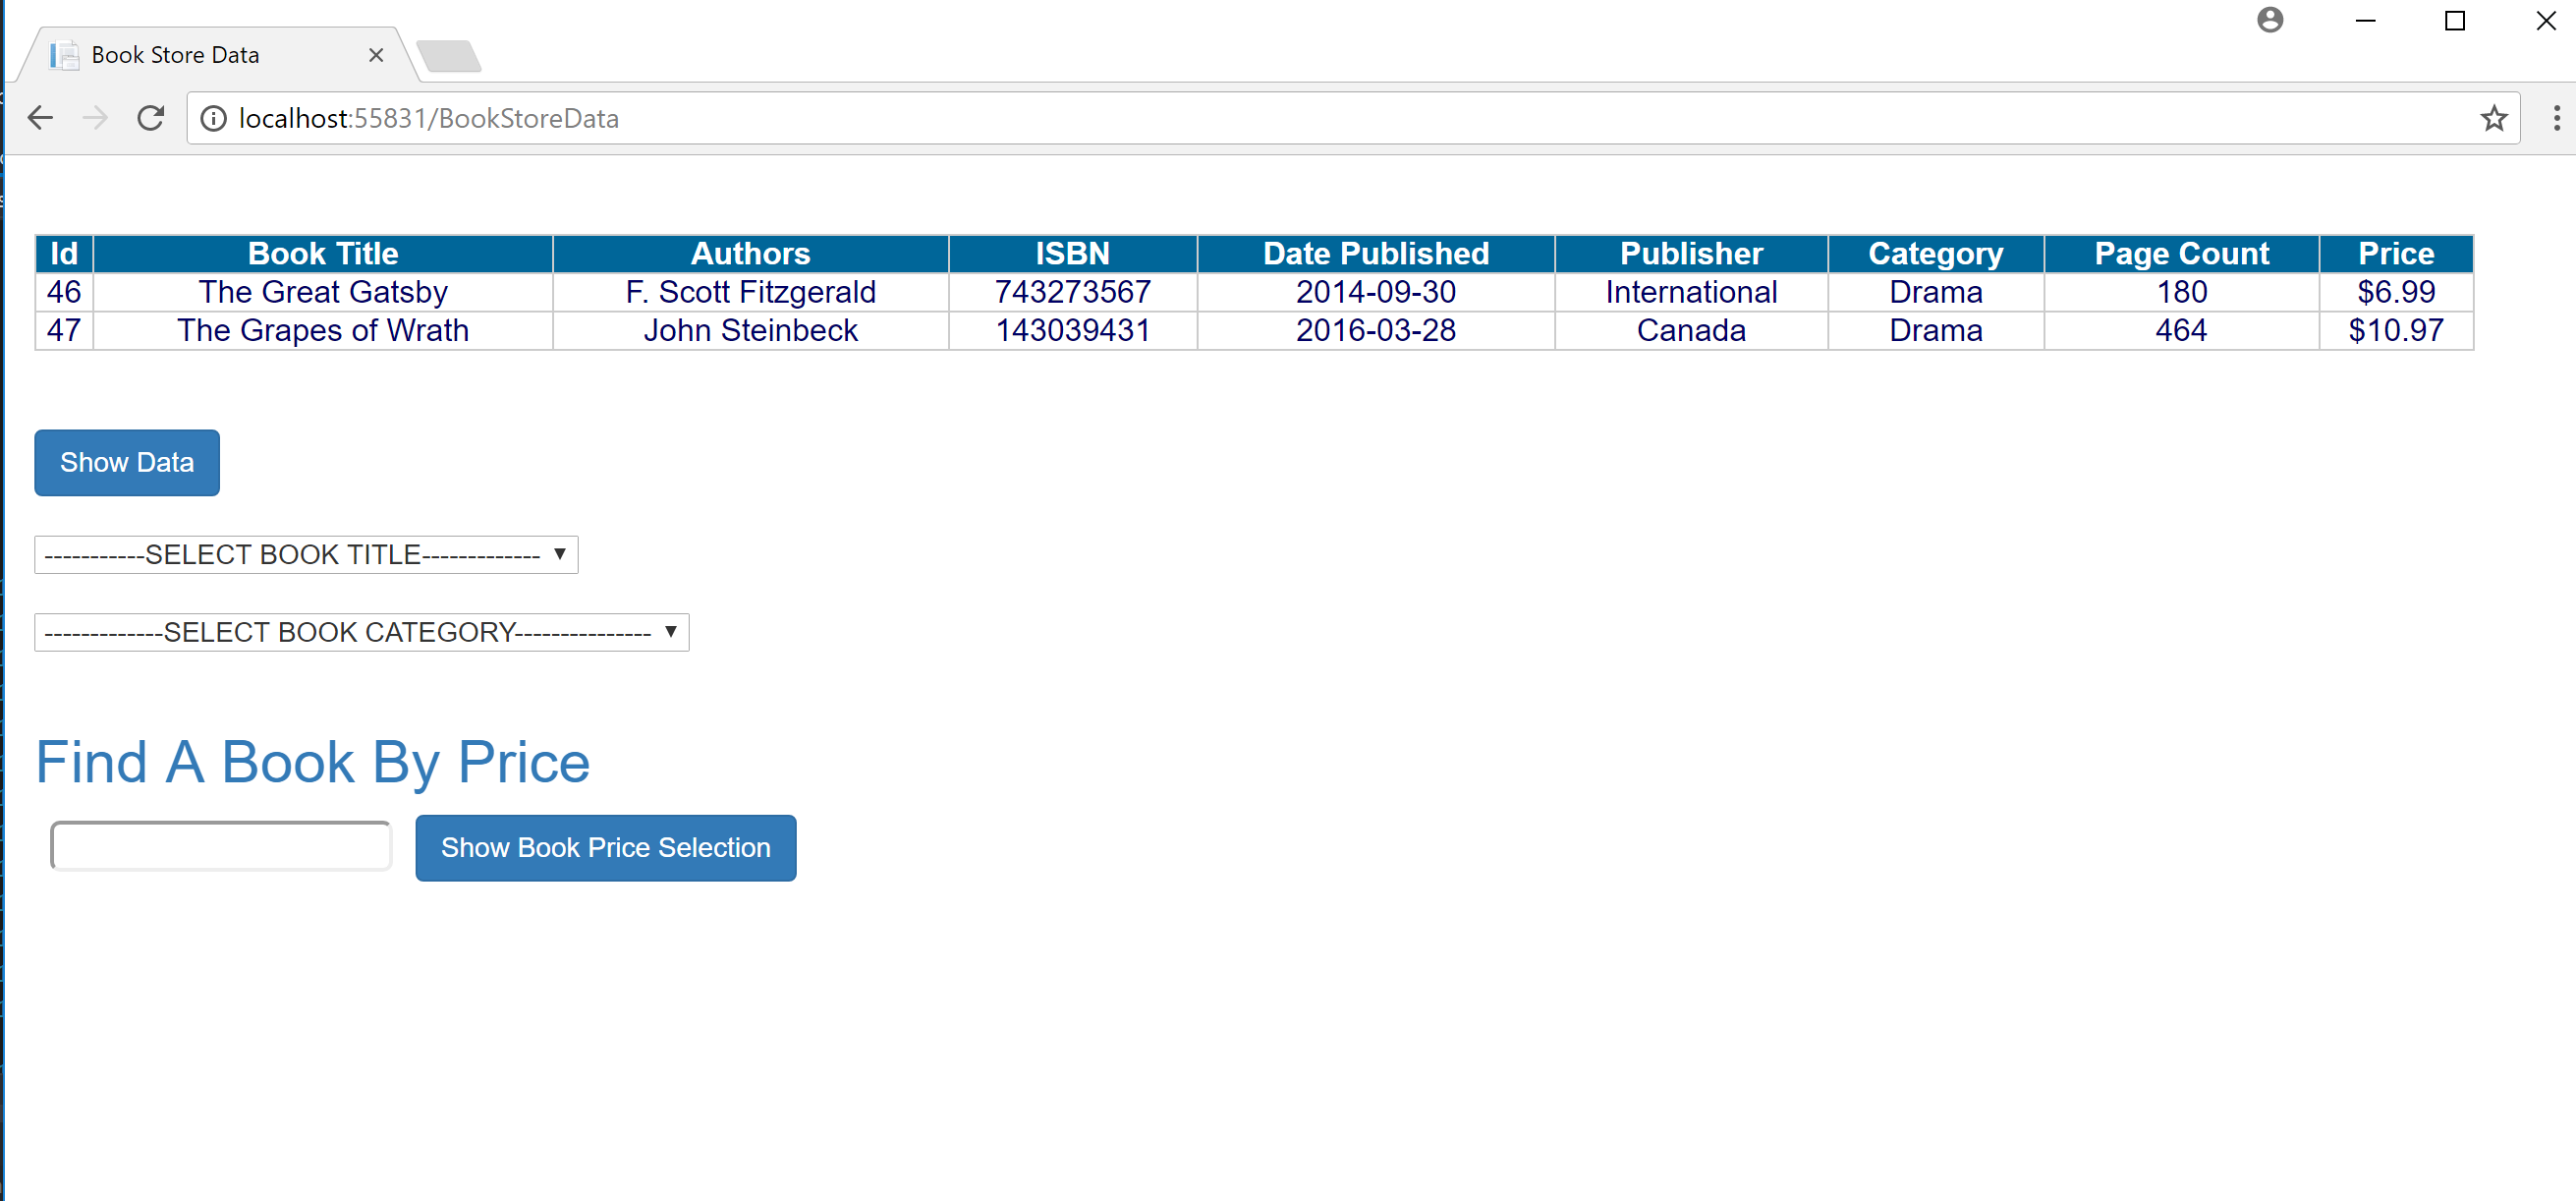 Book Store Data
localhost:55831/BookStoreData
Id Book Title Authors ISBN Date Published Publisher Category Page Count Price
46 The Great Gatsby F. Scott Fitzgerald 743273567 2014-09-30 International Drama 180 $6.99
47 The Grapes of Wrath John Steinbeck 143039431 2016-03-28 Canada Drama 464 $10.97
Show Data
-----------SELECT BOOK TITLE-------------
-------------SELECT BOOK CATEGORY---------------
Find A Book By Price
Show Book Price Selection